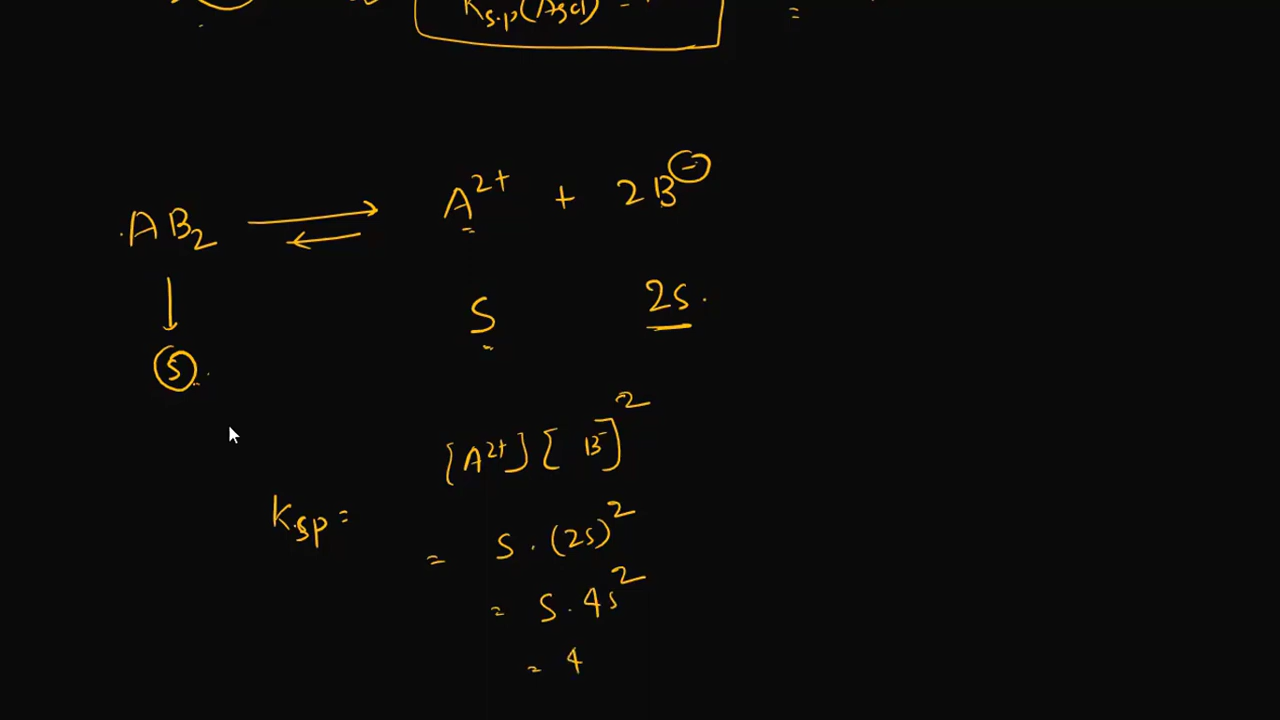 Ksp(AgCl) =
=
AB₂ ⇌ A²⁺ + 2B⁻
↓ S 2s.
S
[A²⁺] [B⁻]²
Ksp =
= S . (2s)²
= S . 4s²
= 4